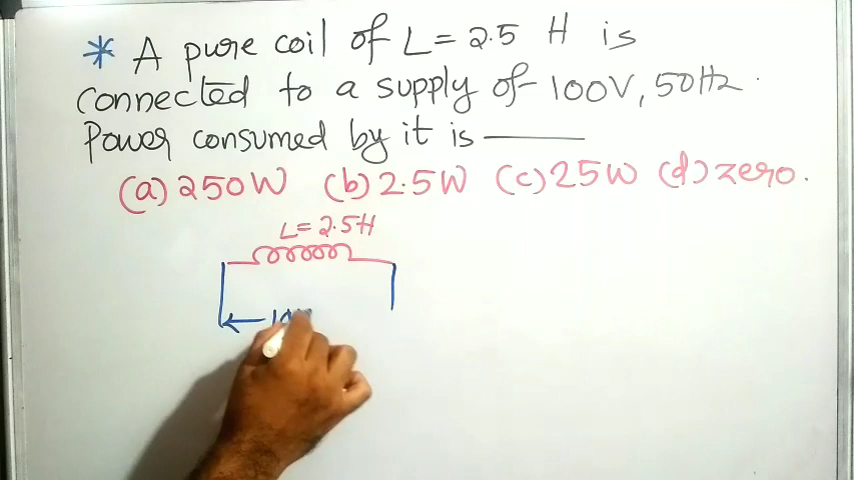 * A pure coil of L = 2.5 H is
connected to a supply of 100V, 50Hz.
Power consumed by it is ______
(a) 250W (b) 2.5W (c) 25W (d) zero.
L = 2.5H